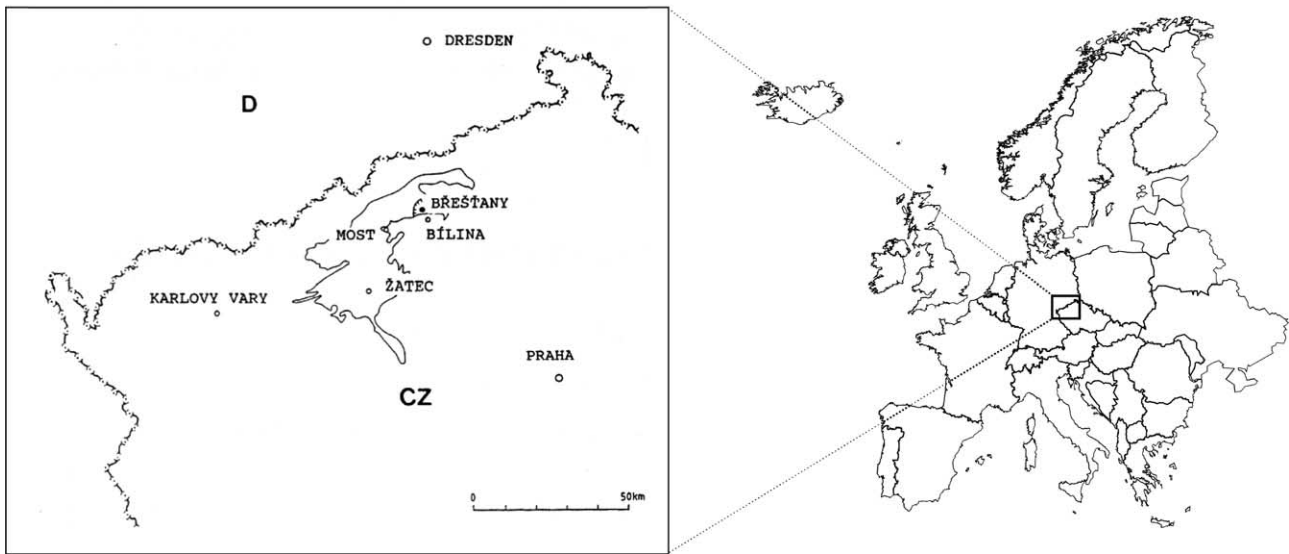 DRESDEN
D
BŘEŠŤANY
MOST
BÍLINA
ŽATEC
KARLOVY VARY
PRAHA
CZ
0 50km